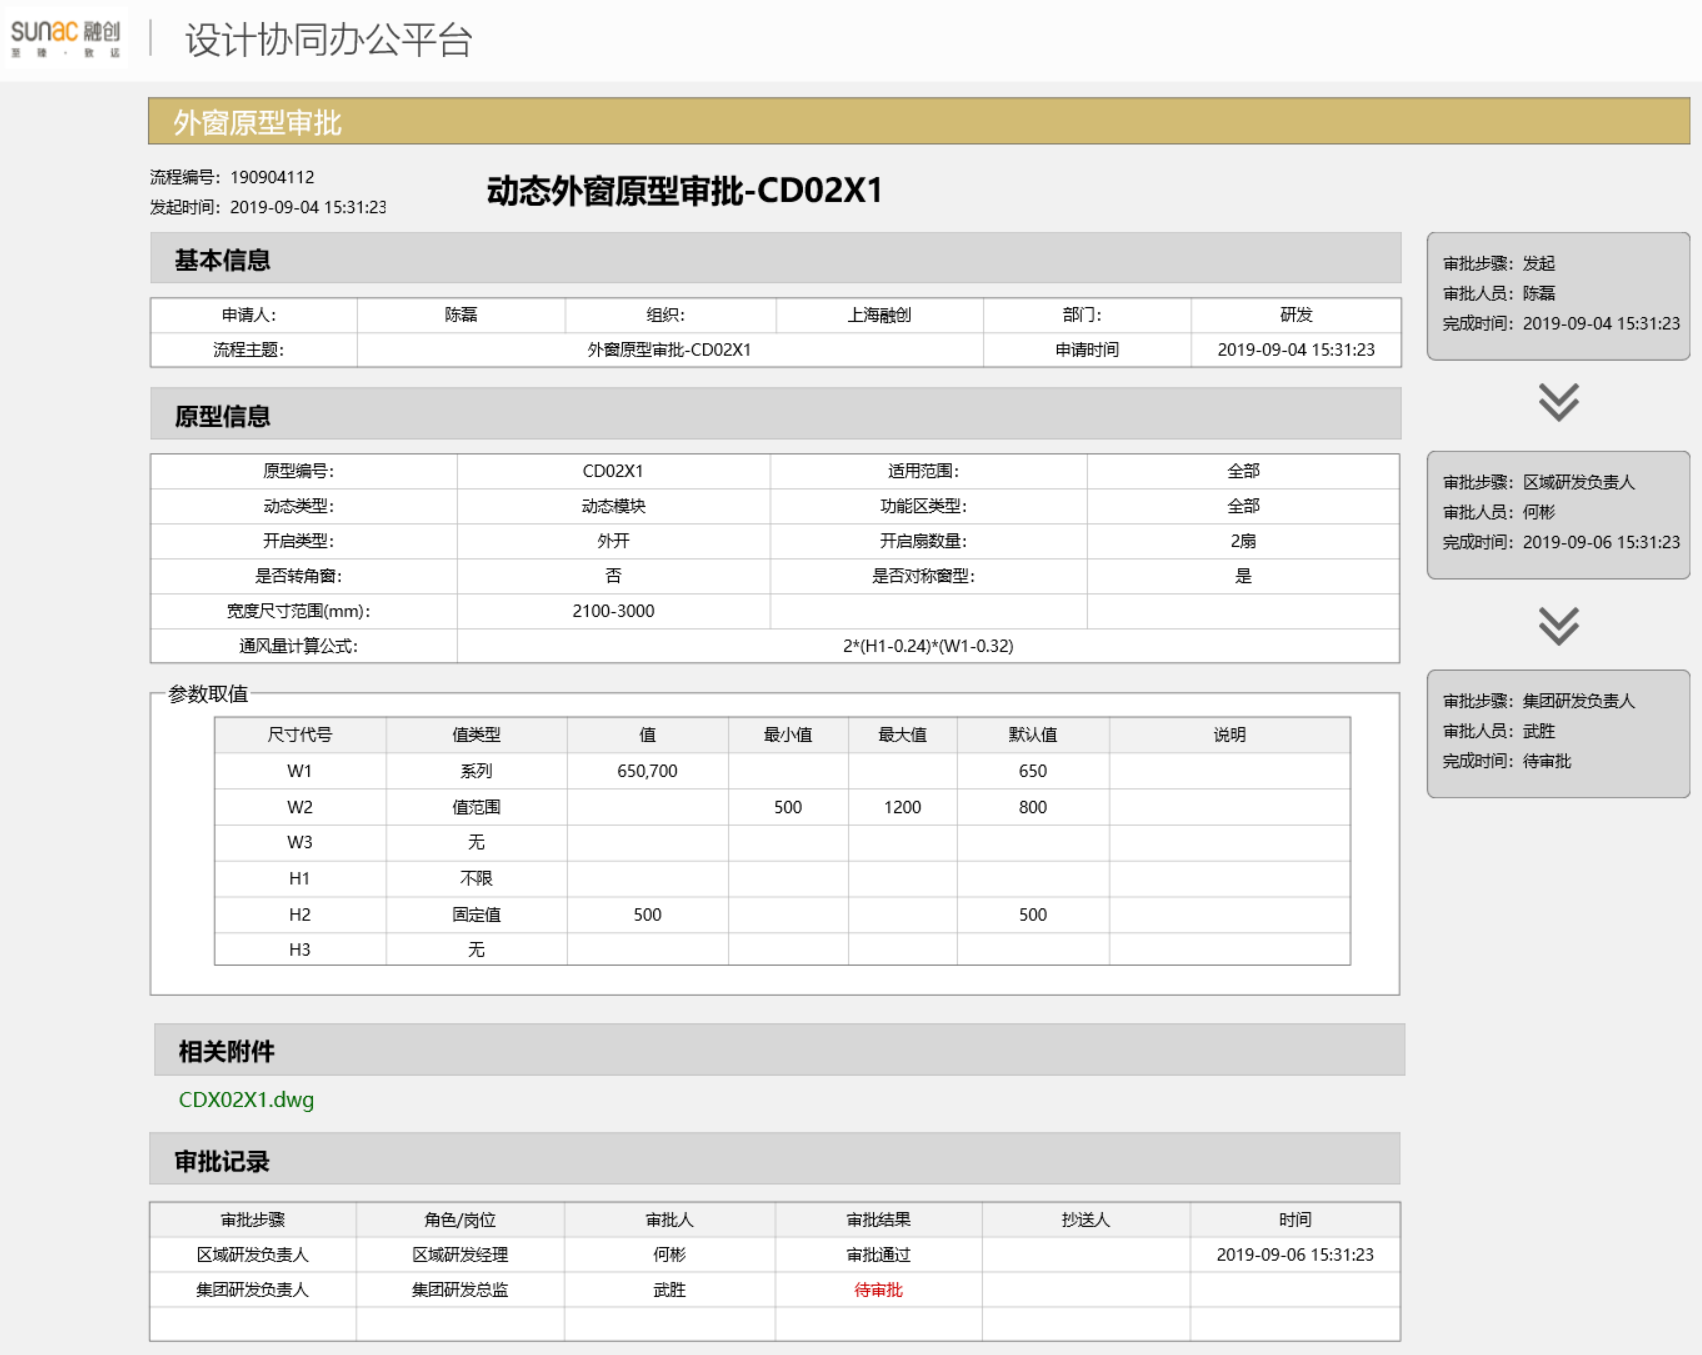 sunac 融创
至臻·致远
设计协同办公平台
外窗原型审批
流程编号：190904112
发起时间：2019-09-04 15:31:23
动态外窗原型审批-CD02X1
基本信息
申请人： 陈磊 组织： 上海融创 部门： 研发
流程主题： 外窗原型审批-CD02X1 申请时间 2019-09-04 15:31:23
原型信息
原型编号： CD02X1 适用范围： 全部
动态类型： 动态模块 功能区类型： 全部
开启类型： 外开 开启扇数量： 2扇
是否转角窗： 否 是否对称窗型： 是
宽度尺寸范围(mm)： 2100-3000
通风量计算公式： 2*(H1-0.24)*(W1-0.32)
参数取值
尺寸代号 值类型 值 最小值 最大值 默认值 说明
W1 系列 650,700 650
W2 值范围 500 1200 800
W3 无
H1 不限
H2 固定值 500 500
H3 无
相关附件
CDX02X1.dwg
审批记录
审批步骤 角色/岗位 审批人 审批结果 抄送人 时间
区域研发负责人 区域研发经理 何彬 审批通过 2019-09-06 15:31:23
集团研发负责人 集团研发总监 武胜 待审批
审批步骤：发起
审批人员：陈磊
完成时间：2019-09-04 15:31:23
审批步骤：区域研发负责人
审批人员：何彬
完成时间：2019-09-06 15:31:23
审批步骤：集团研发负责人
审批人员：武胜
完成时间：待审批